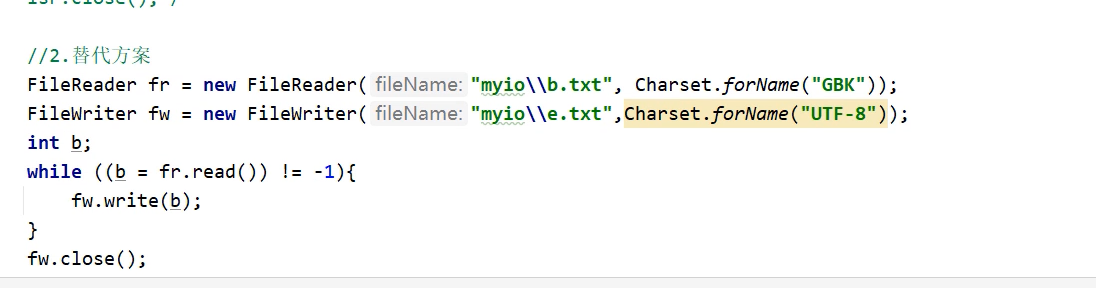 isr.close(); /
//2.替代方案
FileReader fr = new FileReader( fileName: "myio\\b.txt", Charset.forName("GBK"));
FileWriter fw = new FileWriter( fileName: "myio\\e.txt",Charset.forName("UTF-8"));
int b;
while ((b = fr.read()) != -1){
fw.write(b);
}
fw.close();